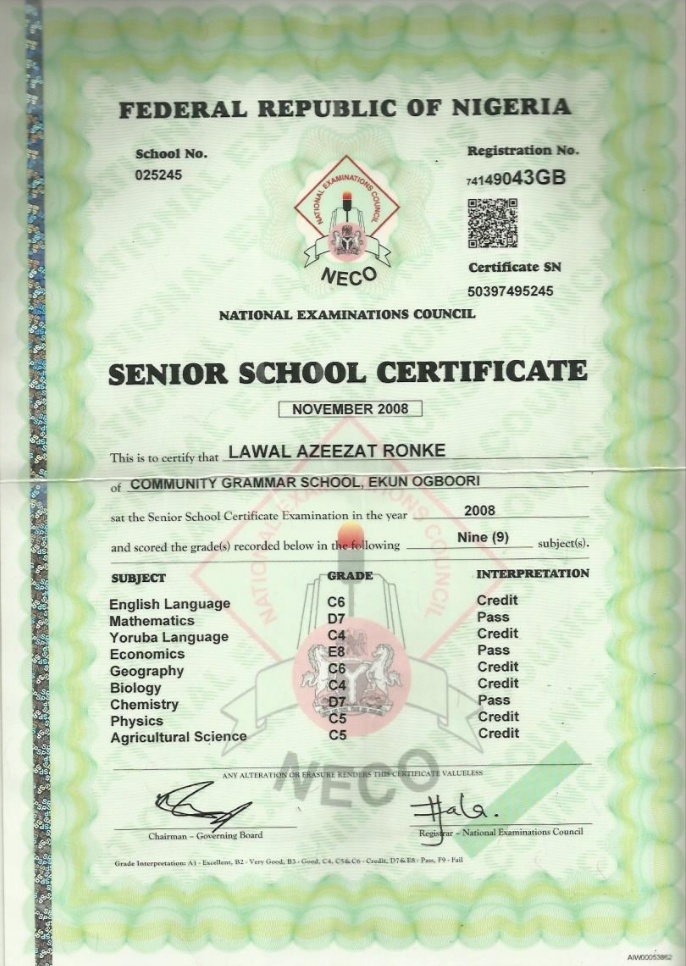 FEDERAL REPUBLIC OF NIGERIA
School No.
025245
Registration No.
74149043GB
NATIONAL EXAMINATIONS COUNCIL
NECO
Certificate SN
50397495245
NATIONAL EXAMINATIONS COUNCIL
SENIOR SCHOOL CERTIFICATE
NOVEMBER 2008
This is to certify that LAWAL AZEEZAT RONKE
of COMMUNITY GRAMMAR SCHOOL, EKUN OGBOORI
sat the Senior School Certificate Examination in the year 2008
and scored the grade(s) recorded below in the following Nine (9) subject(s).
SUBJECT GRADE INTERPRETATION
English Language C6 Credit
Mathematics D7 Pass
Yoruba Language C4 Credit
Economics E8 Pass
Geography C6 Credit
Biology C4 Credit
Chemistry D7 Pass
Physics C5 Credit
Agricultural Science C5 Credit
NATIONAL EXAMINATIONS COUNCIL
NECO
ANY ALTERATION OR ERASURE RENDERS THIS CERTIFICATE VALUELESS
Chairman – Governing Board
Registrar – National Examinations Council
Grade Interpretation: A1 - Excellent, B2 - Very Good, B3 - Good, C4, C5 & C6 - Credit, D7 & E8 - Pass, F9 - Fail